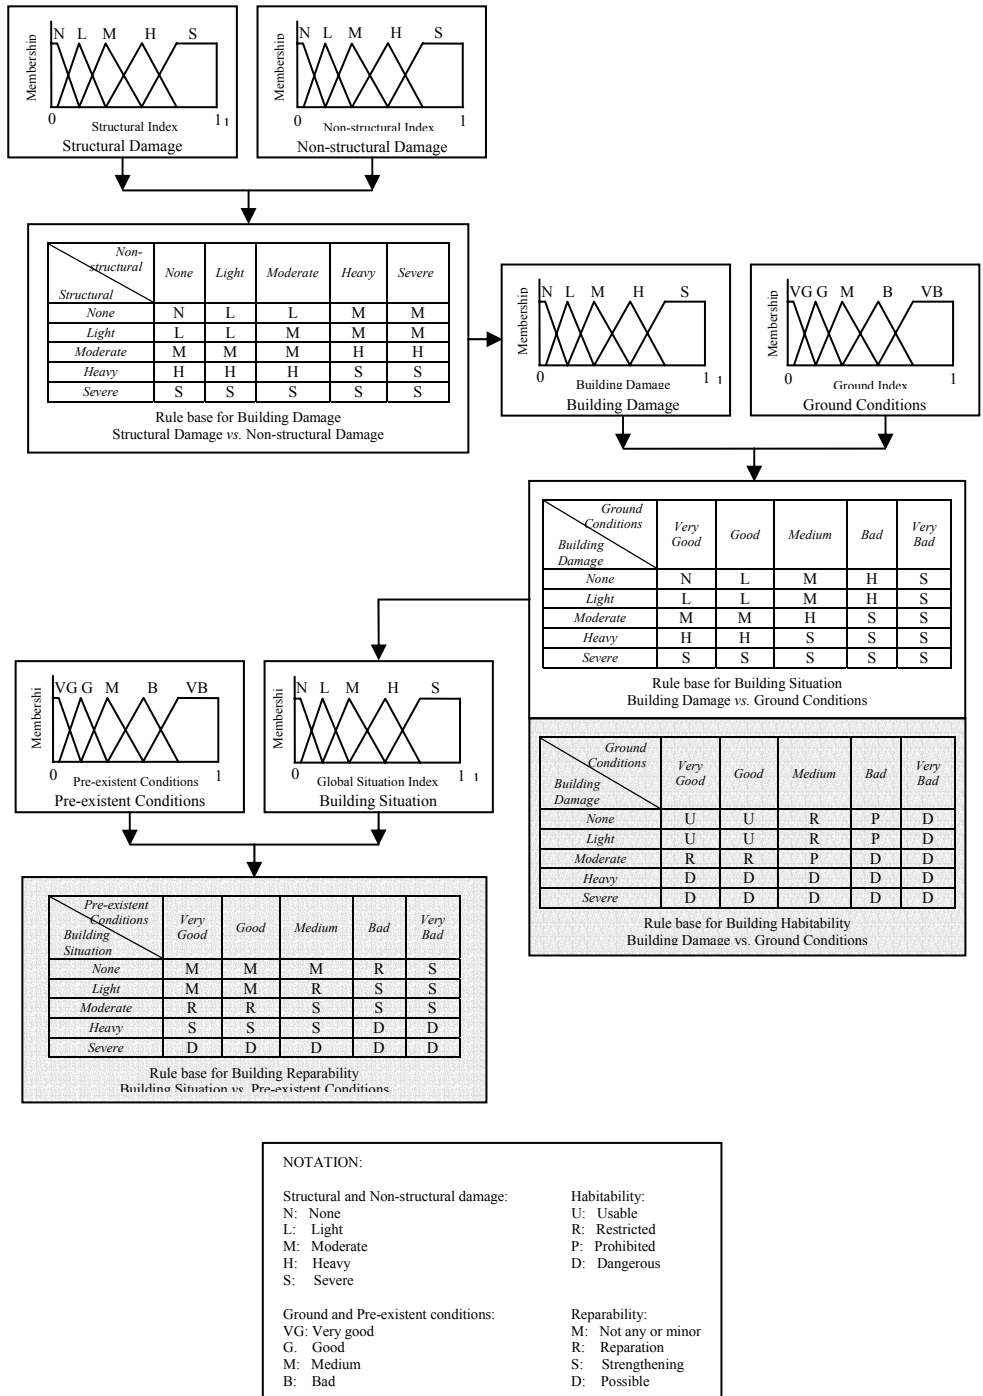 N L M H S
Membership
0 Structural Index 1 1
Structural Damage
N L M H S
Membership
0 Non-structural Index 1
Non-structural Damage
Non-
structural
Structural
None Light Moderate Heavy Severe
None N L L M M
Light L L M M M
Moderate M M M H H
Heavy H H H S S
Severe S S S S S
Rule base for Building Damage
Structural Damage vs. Non-structural Damage
N L M H S
Membership
0 Building Damage 1 1
Building Damage
VG G M B VB
Membership
0 Ground Index 1
Ground Conditions
Ground
Conditions
Building
Damage
Very
Good
Good Medium Bad
Very
Bad
None N L M H S
Light L L M H S
Moderate M M H S S
Heavy H H S S S
Severe S S S S S
Rule base for Building Situation
Building Damage vs. Ground Conditions
Ground
Conditions
Building
Damage
Very
Good
Good Medium Bad
Very
Bad
None U U R P D
Light U U R P D
Moderate R R P D D
Heavy D D D D D
Severe D D D D D
Rule base for Building Habitability
Building Damage vs. Ground Conditions
VG G M B VB
Membershi
0 Pre-existent Conditions 1
Pre-existent Conditions
N L M H S
Membershi
0 Global Situation Index 1 1
Building Situation
Pre-existent
Conditions
Building
Situation
Very
Good
Good Medium Bad
Very
Bad
None M M M R S
Light M M R S S
Moderate R R S S S
Heavy S S S D D
Severe D D D D D
Rule base for Building Reparability
Building Situation vs. Pre-existent Conditions
NOTATION:
Structural and Non-structural damage:
N: None
L: Light
M: Moderate
H: Heavy
S: Severe
Habitability:
U: Usable
R: Restricted
P: Prohibited
D: Dangerous
Ground and Pre-existent conditions:
VG: Very good
G. Good
M: Medium
B: Bad
Reparability:
M: Not any or minor
R: Reparation
S: Strengthening
D: Possible